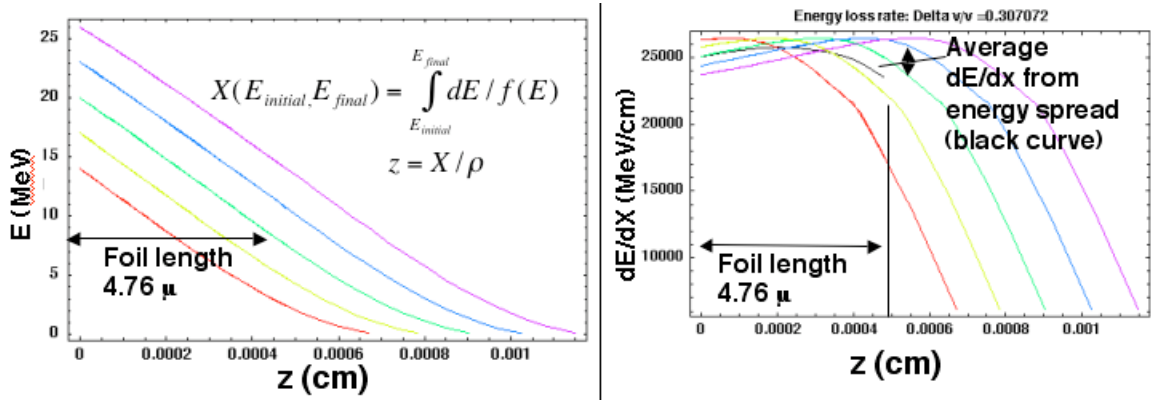 E (MeV)
25
20
15
10
5
0
X(E_initial, E_final) = ∫ dE / f(E)
E_final
E_initial
z = X / ρ
Foil length
4.76 μ
0 0.0002 0.0004 0.0006 0.0008 0.001
z (cm)
Energy loss rate: Delta v/v =0.307072
dE/dX (MeV/cm)
25000
20000
15000
10000
Average
dE/dx from
energy spread
(black curve)
Foil length
4.76 μ
0 0.0002 0.0004 0.0006 0.0008 0.001
z (cm)